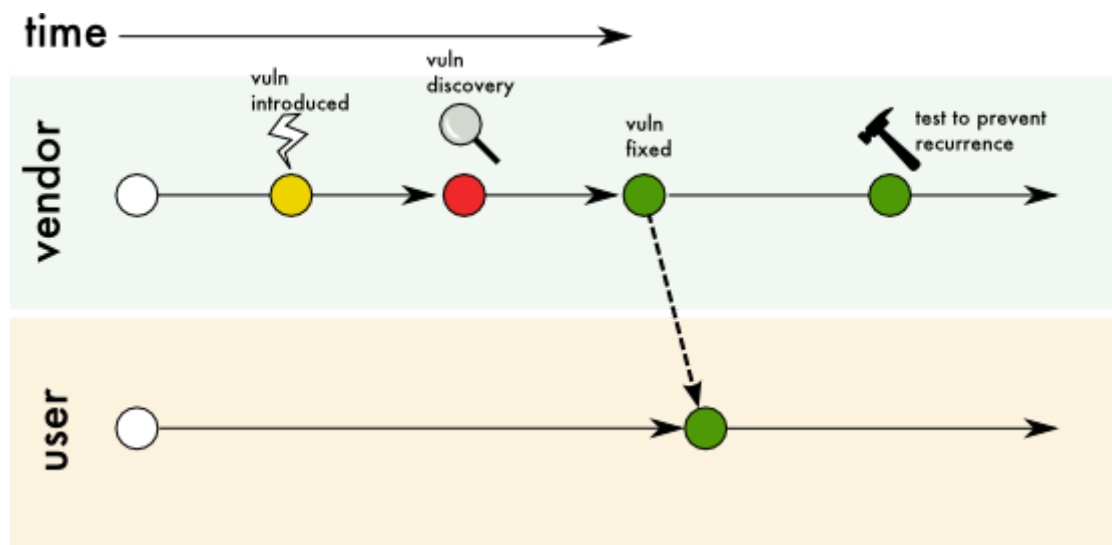 time
vuln
introduced
vuln
discovery
vuln
fixed
test to prevent
recurrence
vendor
user